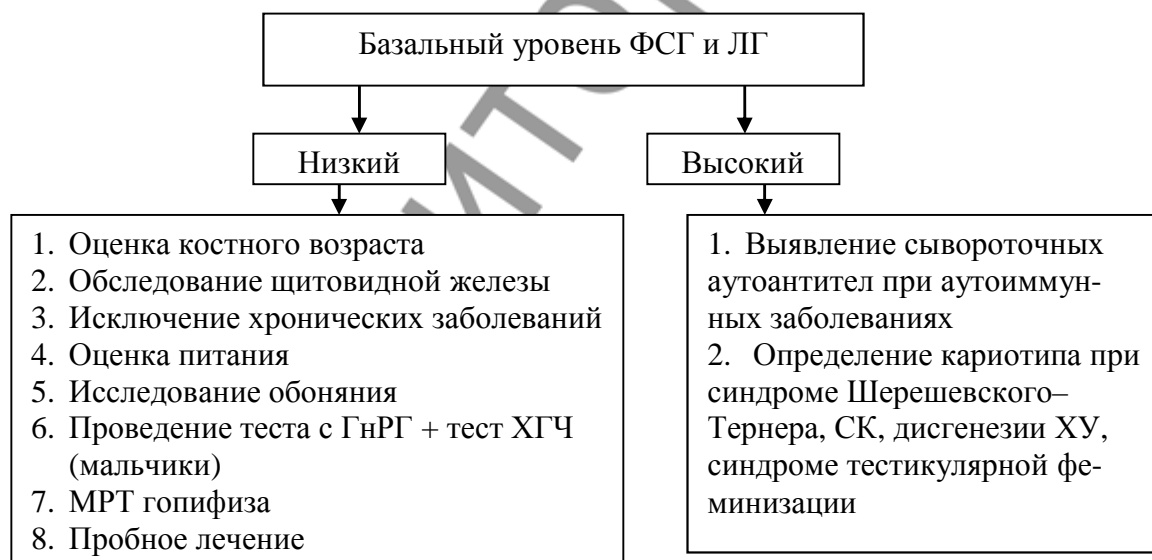 Базальный уровень ФСГ и ЛГ
Низкий
Высокий
1. Оценка костного возраста
2. Обследование щитовидной железы
3. Исключение хронических заболеваний
4. Оценка питания
5. Исследование обоняния
6. Проведение теста с ГнРГ + тест ХГЧ
(мальчики)
7. МРТ гопифиза
8. Пробное лечение
1. Выявление сывороточных
аутоантител при аутоиммун-
ных заболеваниях
2. Определение кариотипа при
синдроме Шерешевского–
Тернера, СК, дисгенезии ХУ,
синдроме тестикулярной фе-
минизации